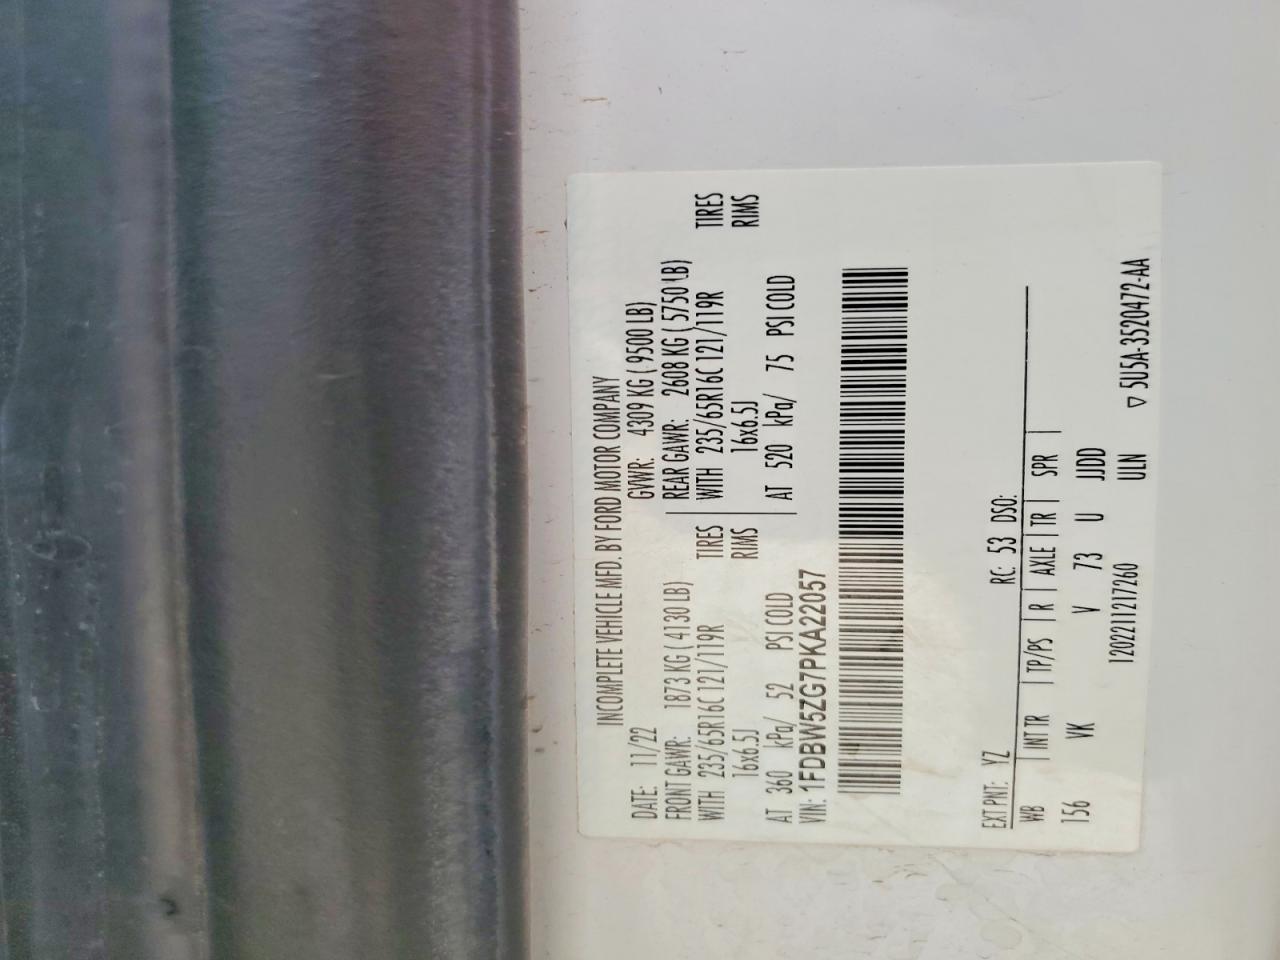 INCOMPLETE VEHICLE MFD. BY FORD MOTOR COMPANY
DATE: 11/22 GVWR: 4309 KG ( 9500 LB)
FRONT GAWR: 1873 KG ( 4130 LB) REAR GAWR: 2608 KG ( 5750 LB)
WITH 235/65R16C 121/119R TIRES WITH 235/65R16C 121/119R TIRES
16x6.5J RIMS 16x6.5J RIMS
AT 360 kPa/ 52 PSI COLD AT 520 kPa/ 75 PSI COLD
VIN: 1FDBW5ZG7PKA22057
EXT PNT: YZ RC: 53 DSO:
WB | INT TR | TP/PS | R | AXLE | TR | SPR |
156 VK V 73 U JJDD
1202211217260 ULN ▽ 5U5A-3520472-AA